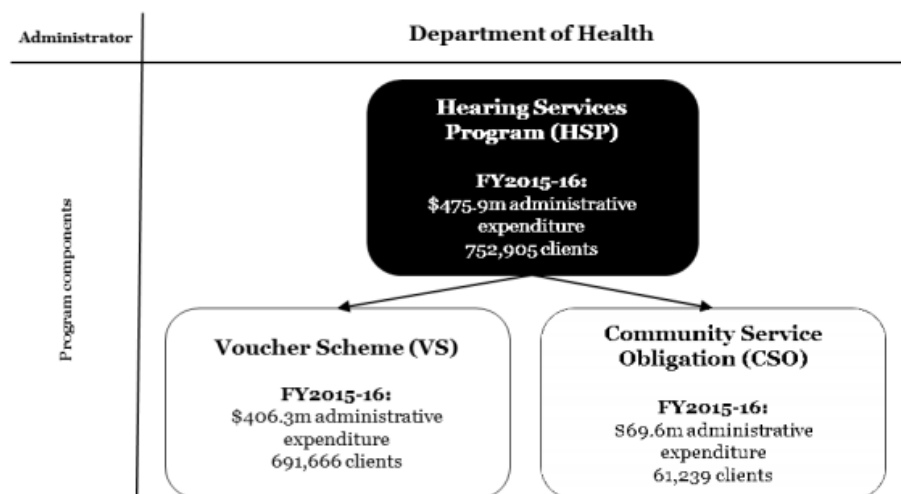 Administrator
Department of Health
Hearing Services
Program (HSP)
FY2015-16:
$475.9m administrative
expenditure
752,905 clients
Program components
Voucher Scheme (VS)
FY2015-16:
$406.3m administrative
expenditure
691,666 clients
Community Service
Obligation (CSO)
FY2015-16:
$69.6m administrative
expenditure
61,239 clients